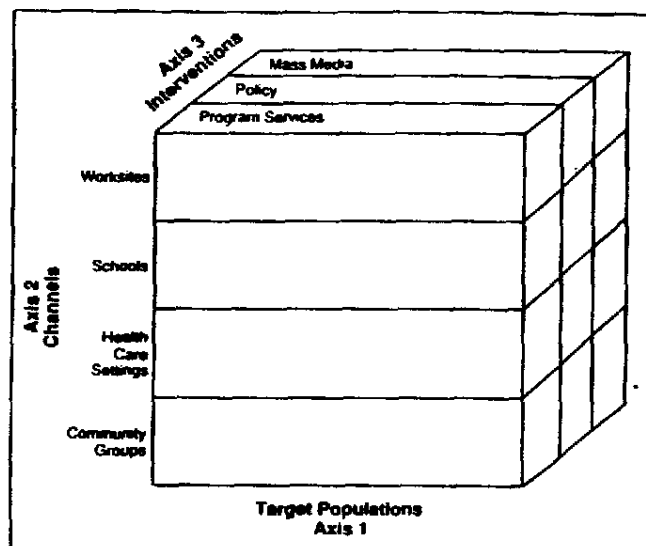 Axis 3
Interventions
Mass Media
Policy
Program Services
Axis 2
Channels
Worksites
Schools
Health
Care
Settings
Community
Groups
Target Populations
Axis 1